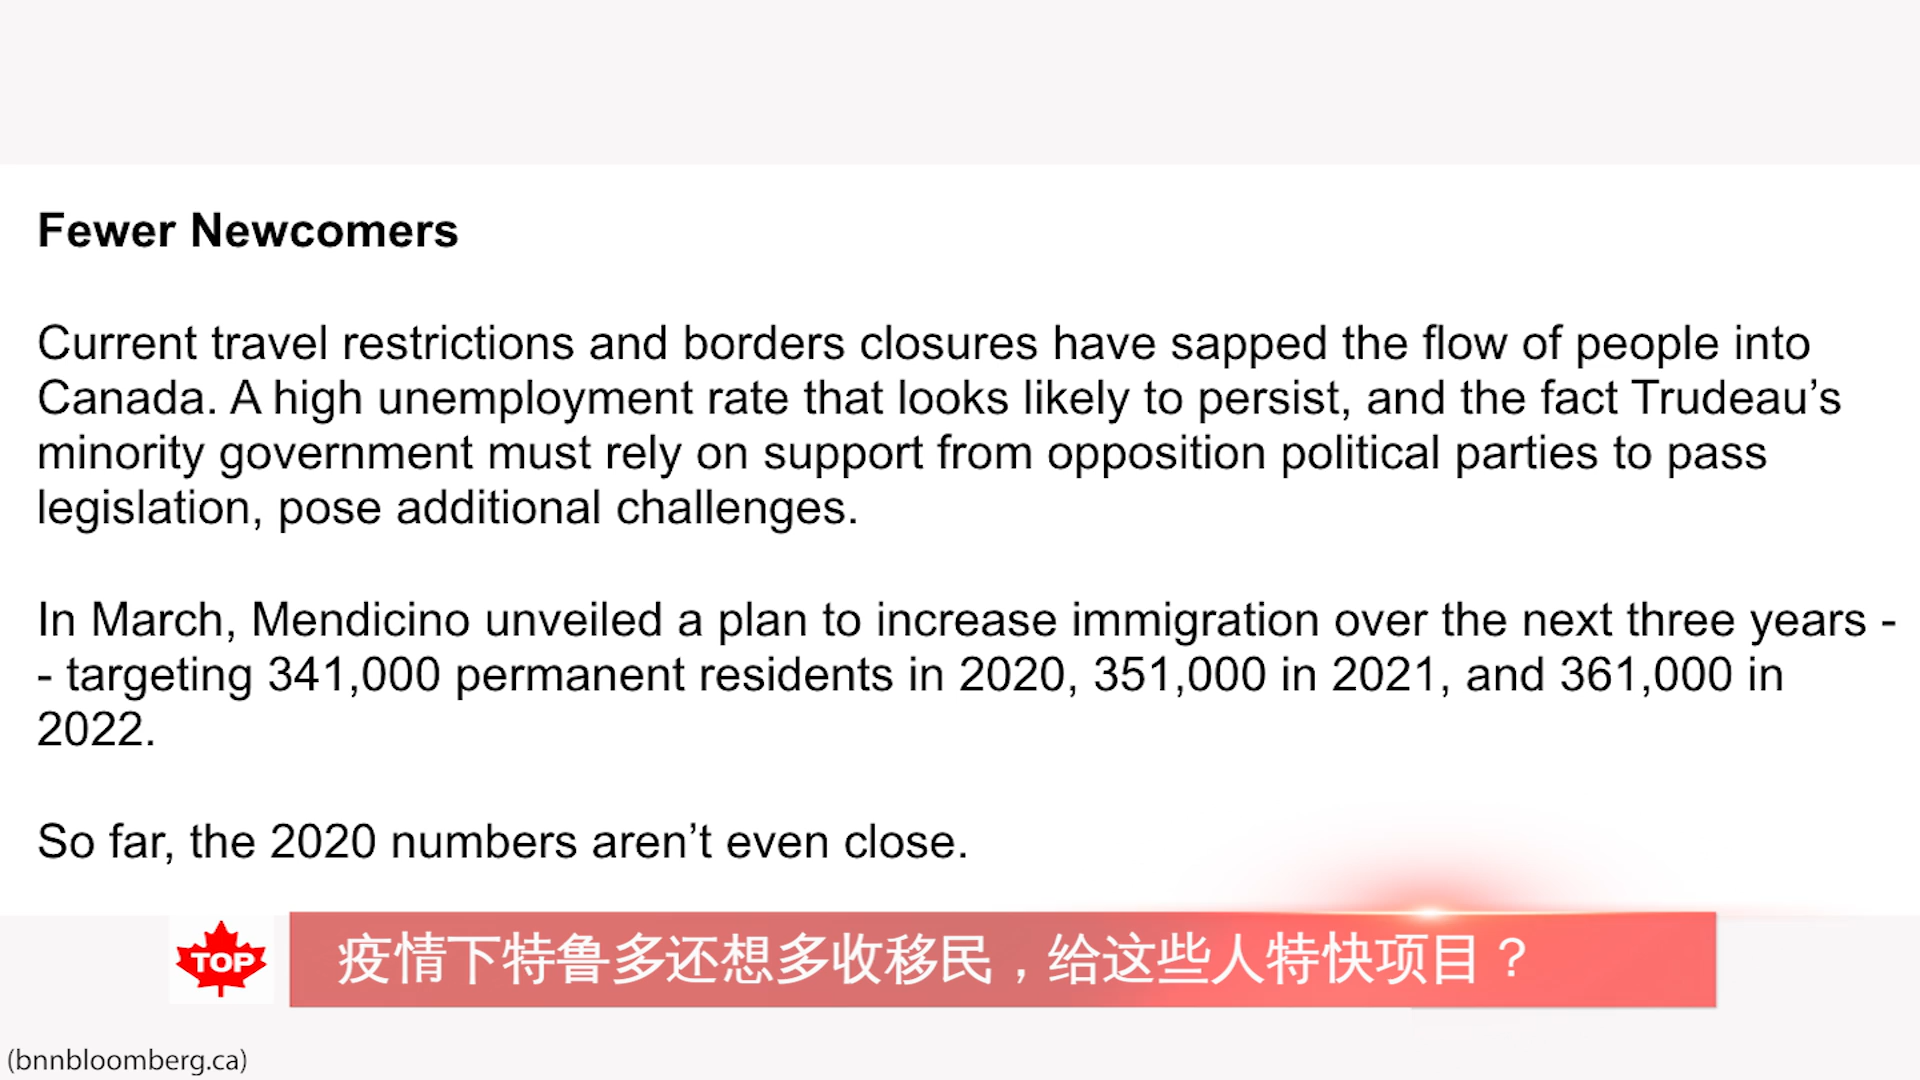 Fewer Newcomers
Current travel restrictions and borders closures have sapped the flow of people into
Canada. A high unemployment rate that looks likely to persist, and the fact Trudeau’s
minority government must rely on support from opposition political parties to pass
legislation, pose additional challenges.
In March, Mendicino unveiled a plan to increase immigration over the next three years -
- targeting 341,000 permanent residents in 2020, 351,000 in 2021, and 361,000 in
2022.
So far, the 2020 numbers aren’t even close.
TOP
疫情下特鲁多还想多收移民，给这些人特快项目？
(bnnbloomberg.ca)